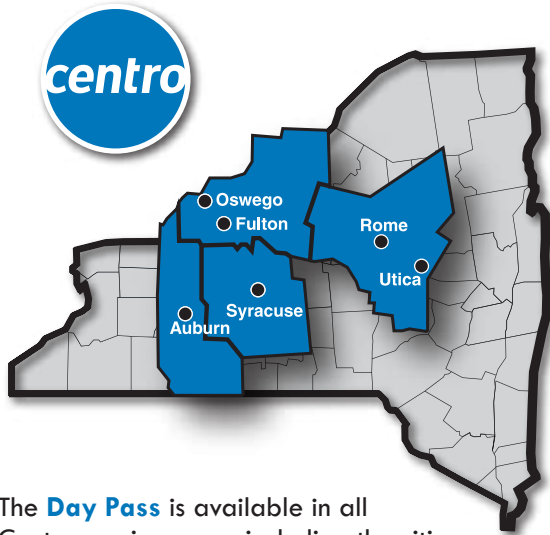 centro
Oswego
Fulton
Rome
Utica
Syracuse
Auburn
The Day Pass is available in all